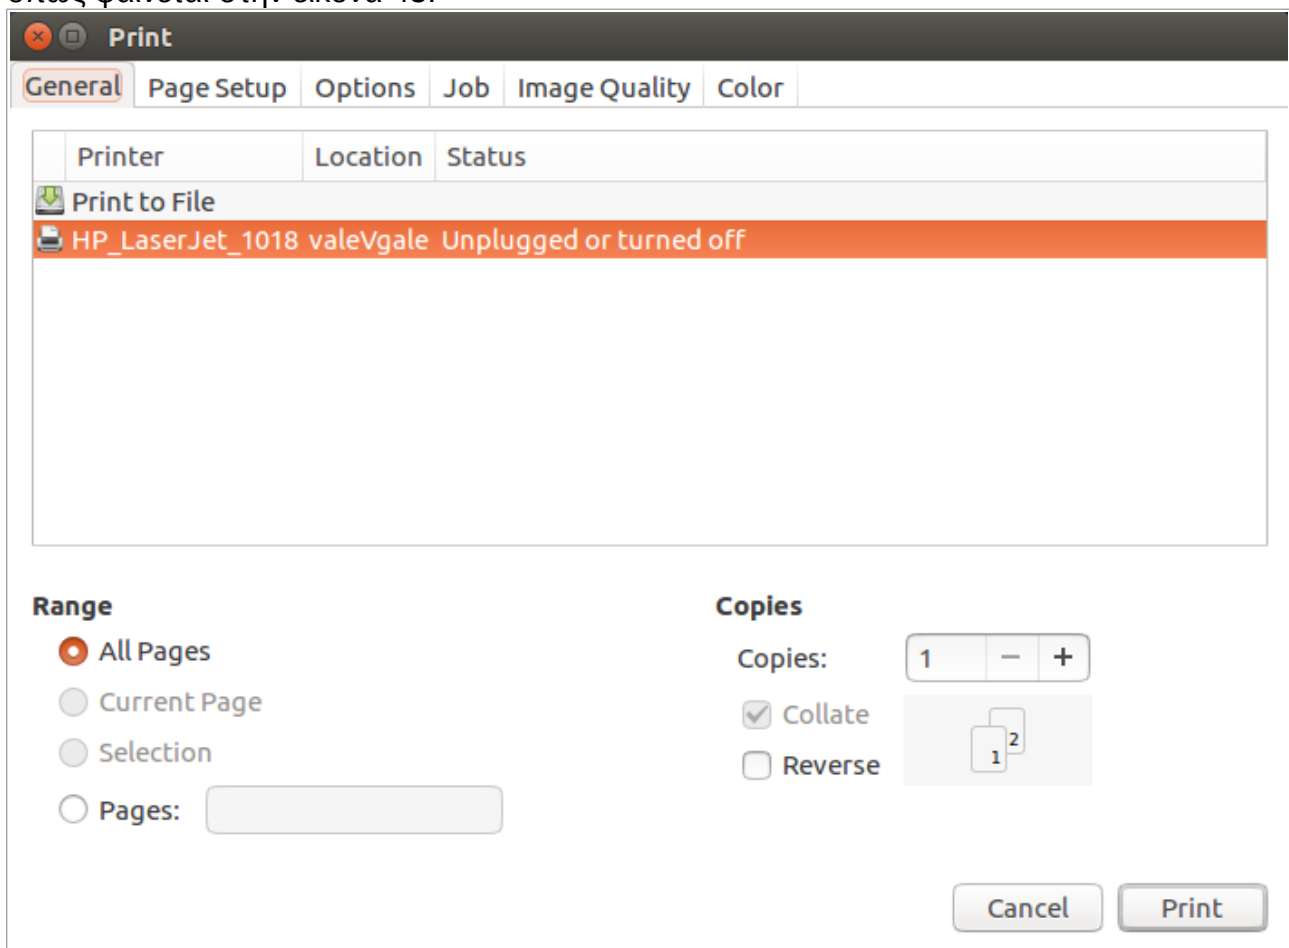 Print
General Page Setup Options Job Image Quality Color
Printer Location Status
Print to File
HP_LaserJet_1018 valeVgale Unplugged or turned off
Range
All Pages
Current Page
Selection
Pages:
Copies
Copies: 1 − +
Collate
Reverse
1 2
Cancel Print